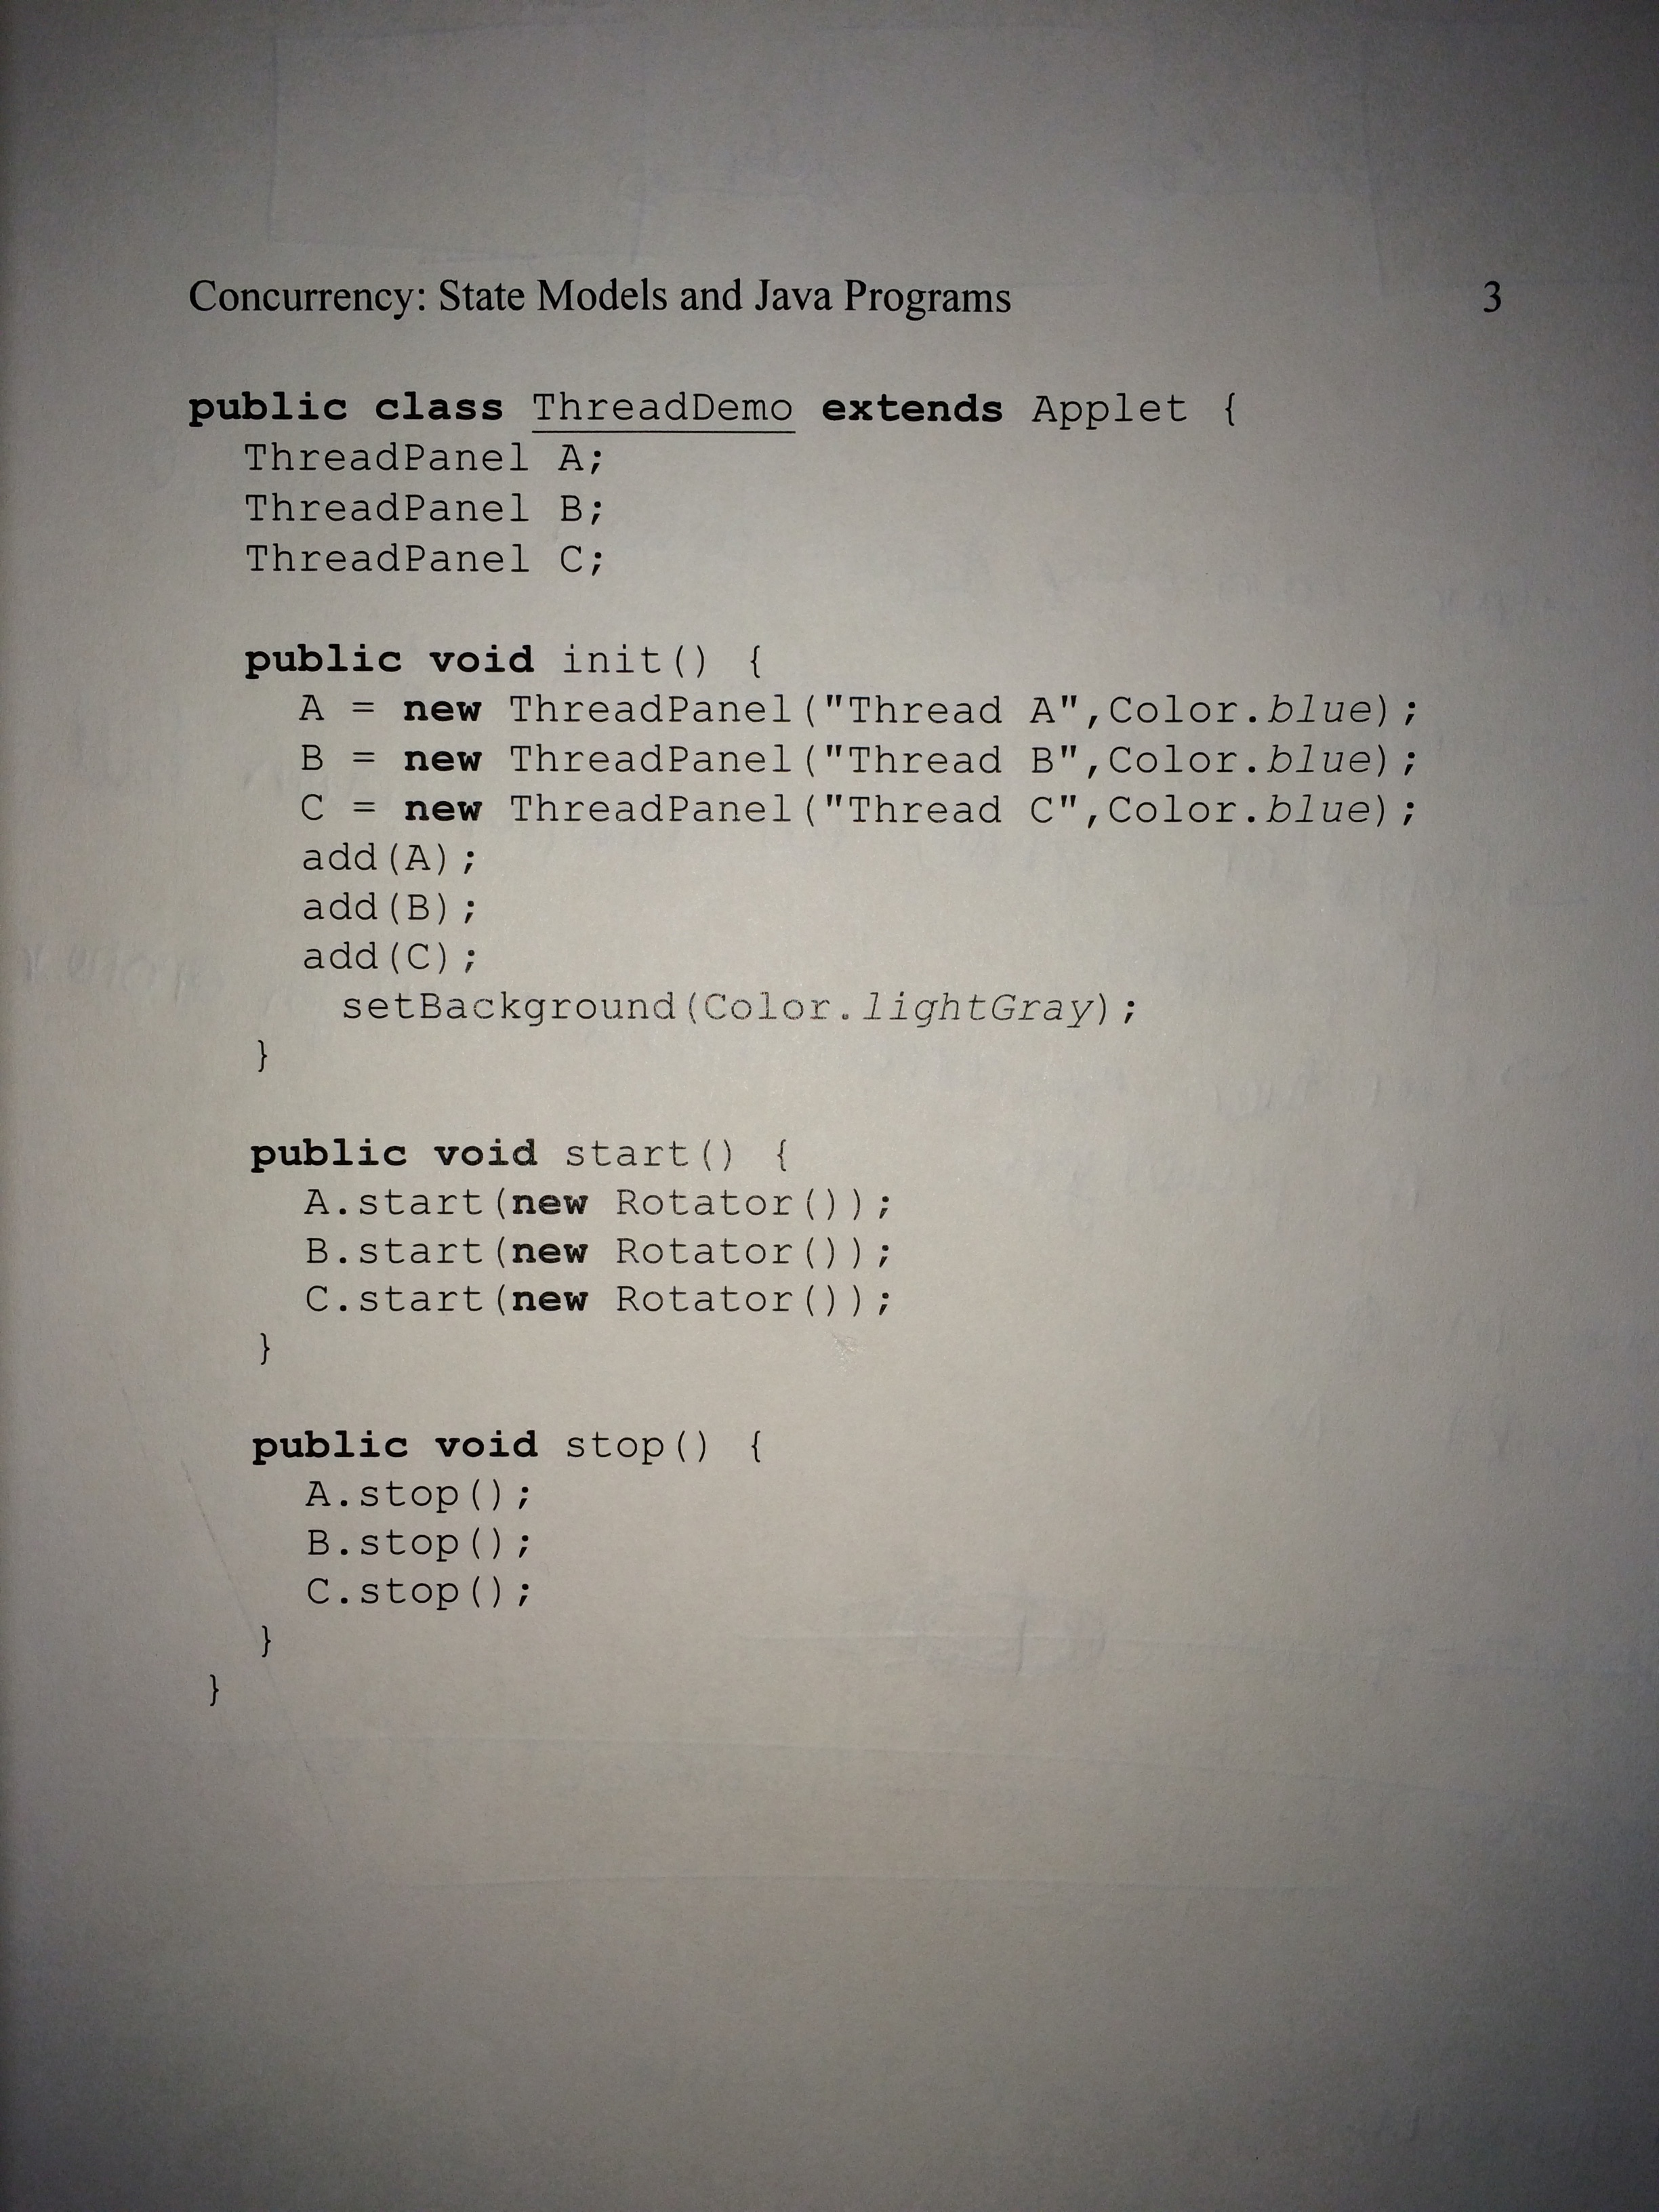 Concurrency: State Models and Java Programs 3
public class ThreadDemo extends Applet {
ThreadPanel A;
ThreadPanel B;
ThreadPanel C;
public void init() {
A = new ThreadPanel("Thread A",Color.blue);
B = new ThreadPanel("Thread B",Color.blue);
C = new ThreadPanel("Thread C",Color.blue);
add(A);
add(B);
add(C);
setBackground(Color.lightGray);
}
public void start() {
A.start(new Rotator());
B.start(new Rotator());
C.start(new Rotator());
}
public void stop() {
A.stop();
B.stop();
C.stop();
}
}